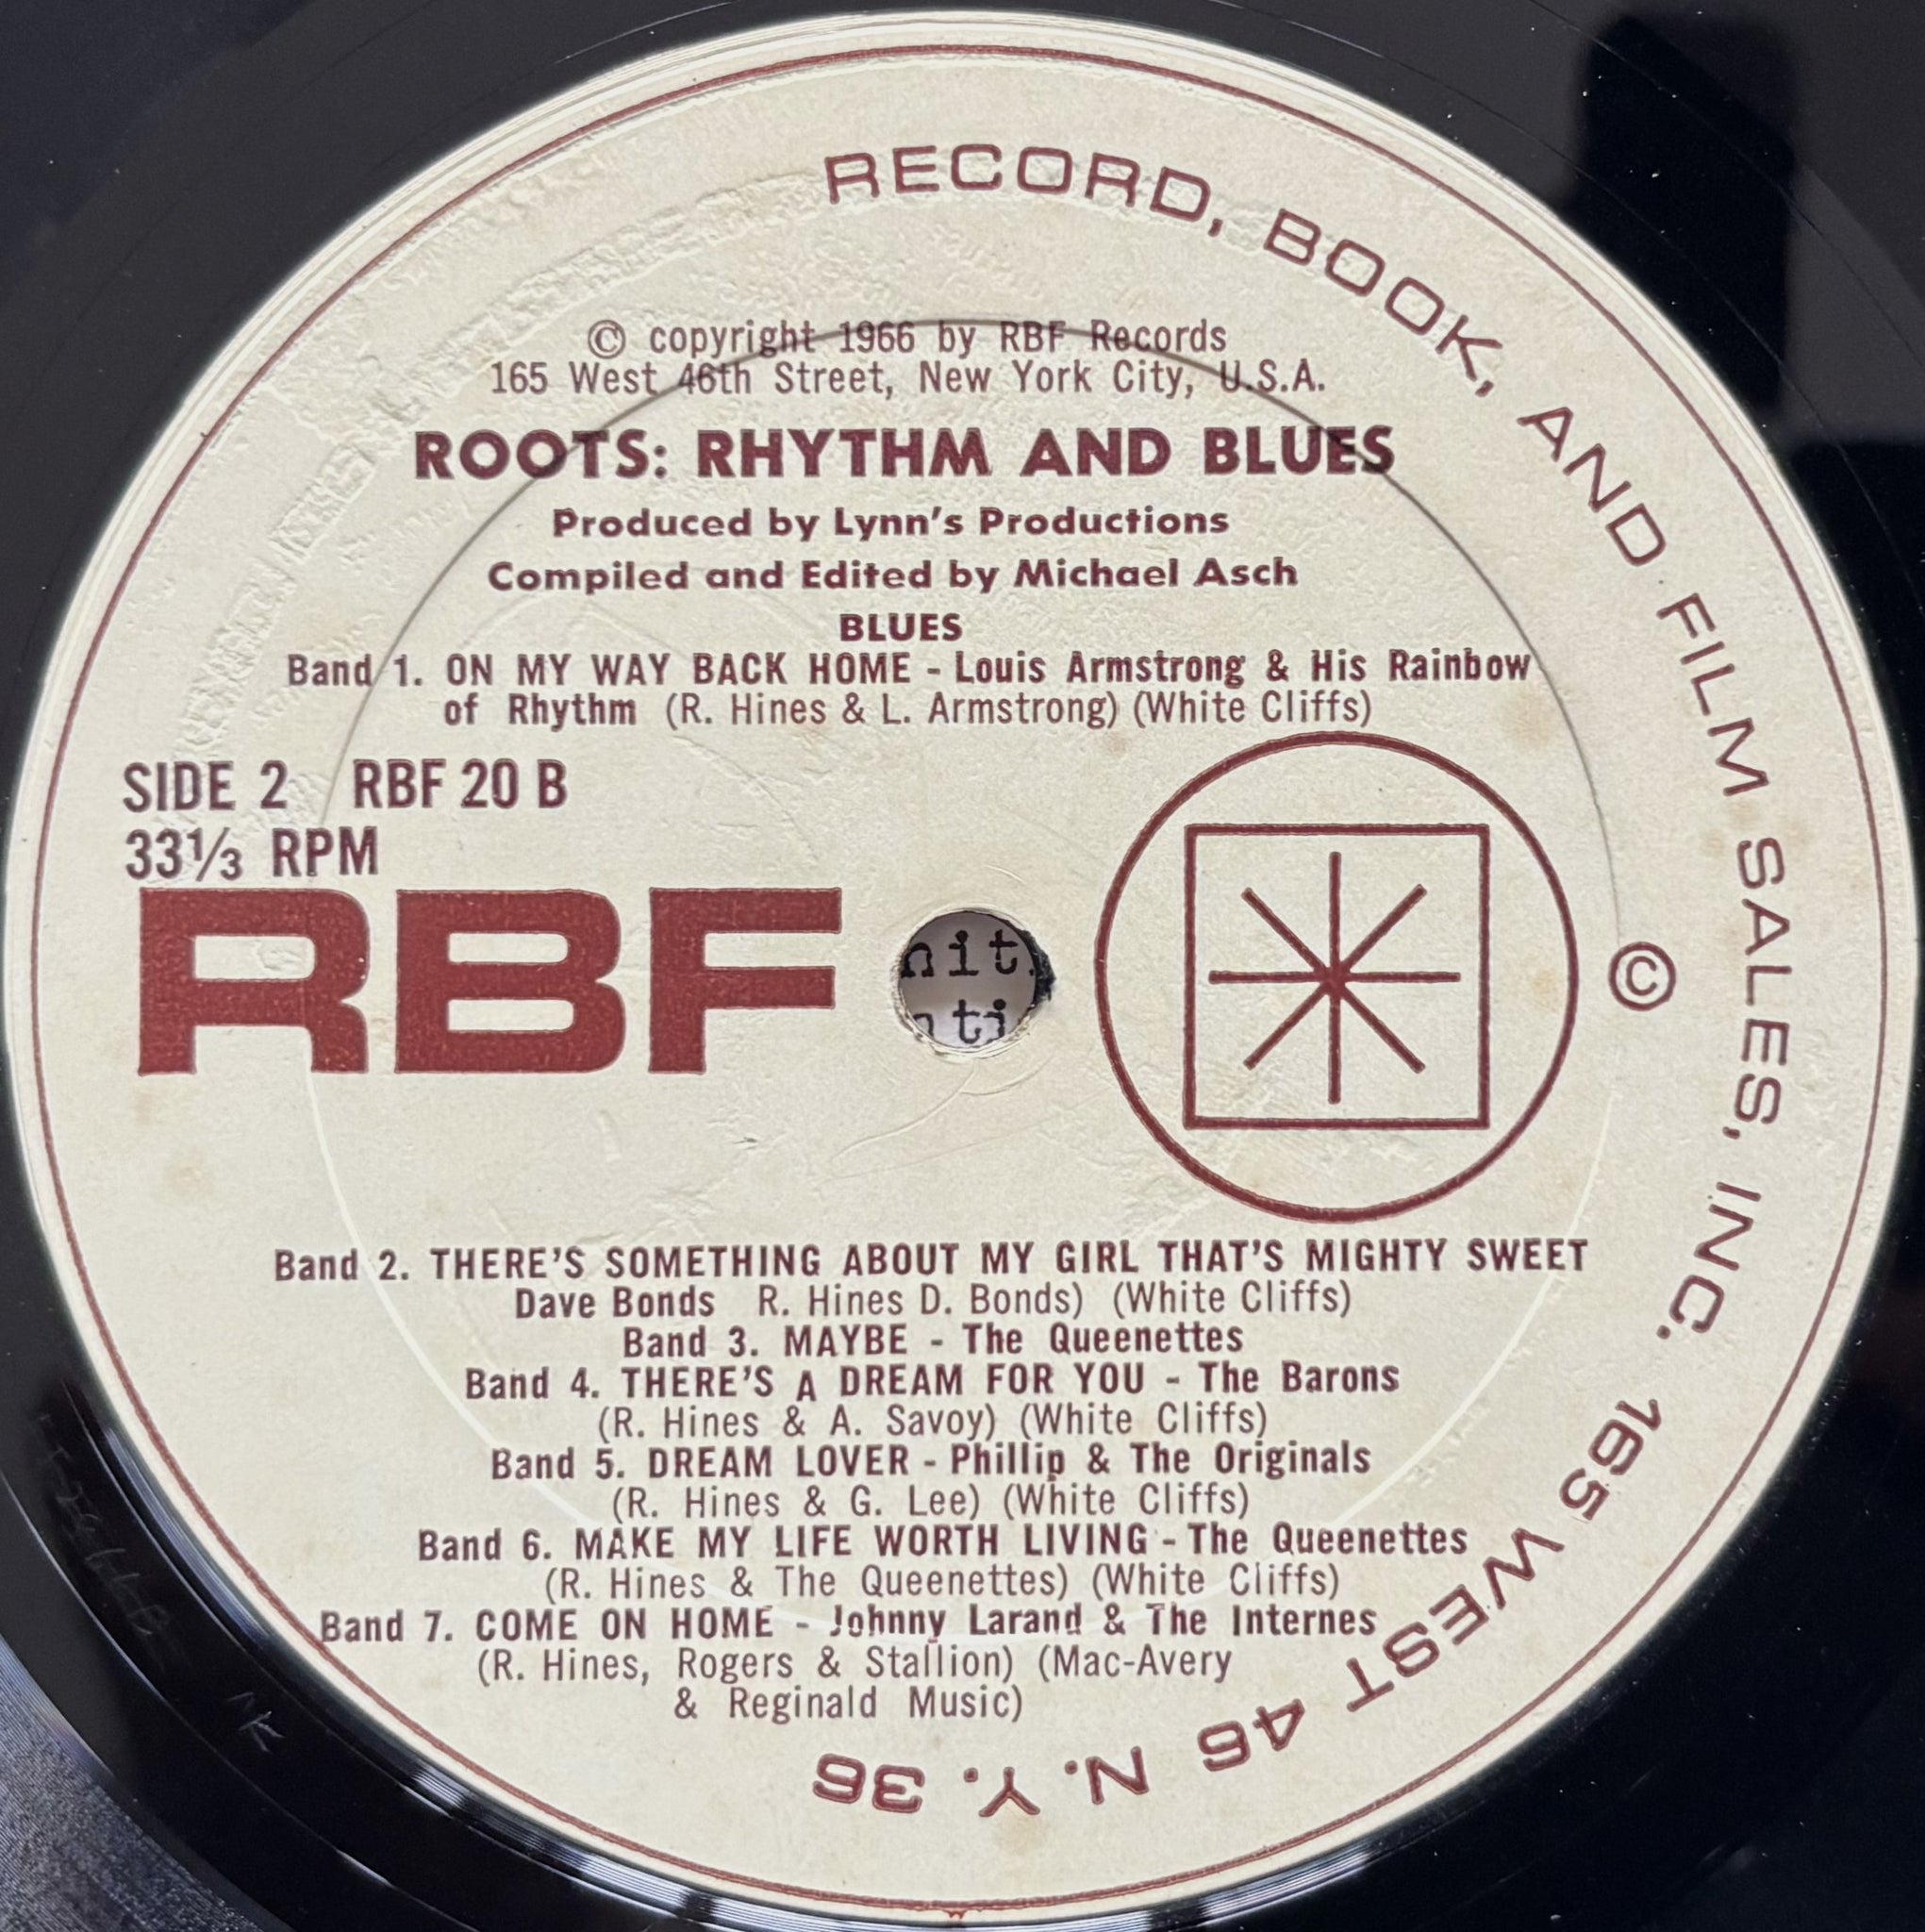 RECORD, BOOK, AND FILM SALES, INC. 165 WEST 46 N.Y. 36
© copyright 1966 by RBF Records
165 West 46th Street, New York City, U.S.A.
ROOTS: RHYTHM AND BLUES
Produced by Lynn's Productions
Compiled and Edited by Michael Asch
BLUES
Band 1. ON MY WAY BACK HOME - Louis Armstrong & His Rainbow
of Rhythm (R. Hines & L. Armstrong) (White Cliffs)
SIDE 2 RBF 20 B
33⅓ RPM
RBF
©
nit.
Band 2. THERE'S SOMETHING ABOUT MY GIRL THAT'S MIGHTY SWEET
Dave Bonds R. Hines D. Bonds) (White Cliffs)
Band 3. MAYBE - The Queenettes
Band 4. THERE'S A DREAM FOR YOU - The Barons
(R. Hines & A. Savoy) (White Cliffs)
Band 5. DREAM LOVER - Phillip & The Originals
(R. Hines & G. Lee) (White Cliffs)
Band 6. MAKE MY LIFE WORTH LIVING - The Queenettes
(R. Hines & The Queenettes) (White Cliffs)
Band 7. COME ON HOME - Johnny Larand & The Internes
(R. Hines, Rogers & Stallion) (Mac-Avery
& Reginald Music)